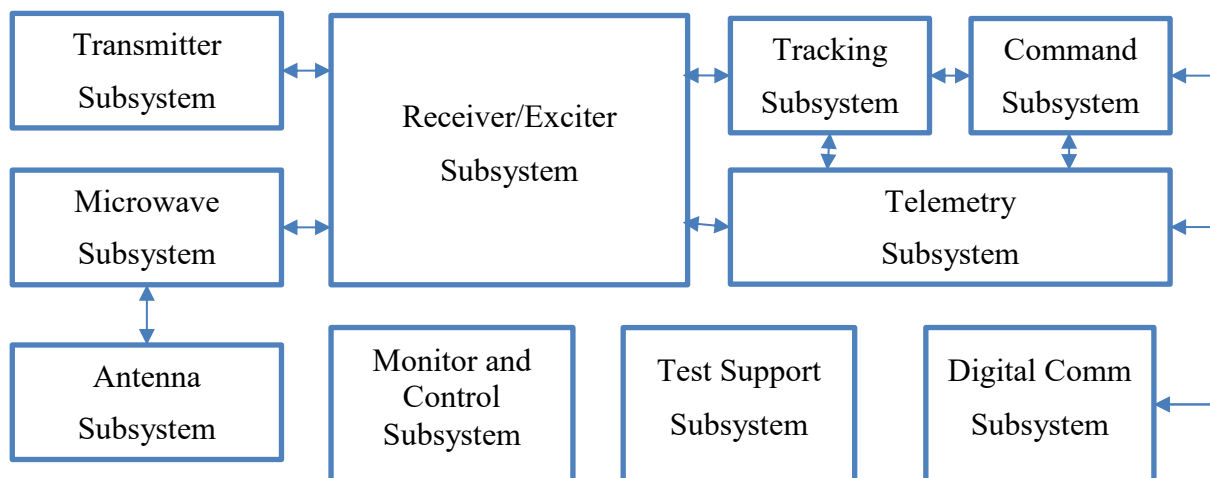 Transmitter
Subsystem
Receiver/Exciter
Subsystem
Tracking
Subsystem
Command
Subsystem
Microwave
Subsystem
Telemetry
Subsystem
Antenna
Subsystem
Monitor and
Control
Subsystem
Test Support
Subsystem
Digital Comm
Subsystem